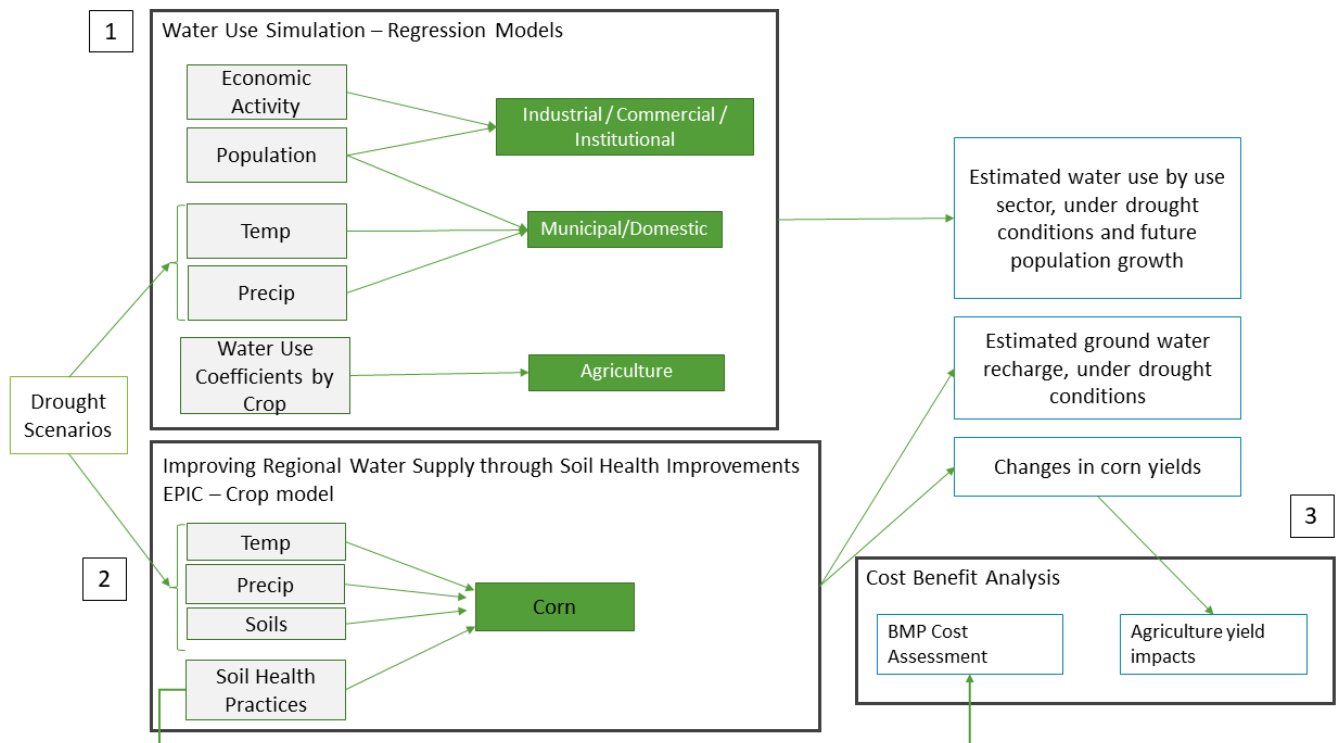 1
Water Use Simulation – Regression Models
Economic
Activity
Population
Temp
Precip
Water Use
Coefficients by
Crop
Industrial / Commercial /
Institutional
Municipal/Domestic
Agriculture
Estimated water use by use
sector, under drought
conditions and future
population growth
Estimated ground water
recharge, under drought
conditions
Changes in corn yields
Drought
Scenarios
2
Improving Regional Water Supply through Soil Health Improvements
EPIC – Crop model
Temp
Precip
Soils
Soil Health
Practices
Corn
3
Cost Benefit Analysis
BMP Cost
Assessment
Agriculture yield
impacts